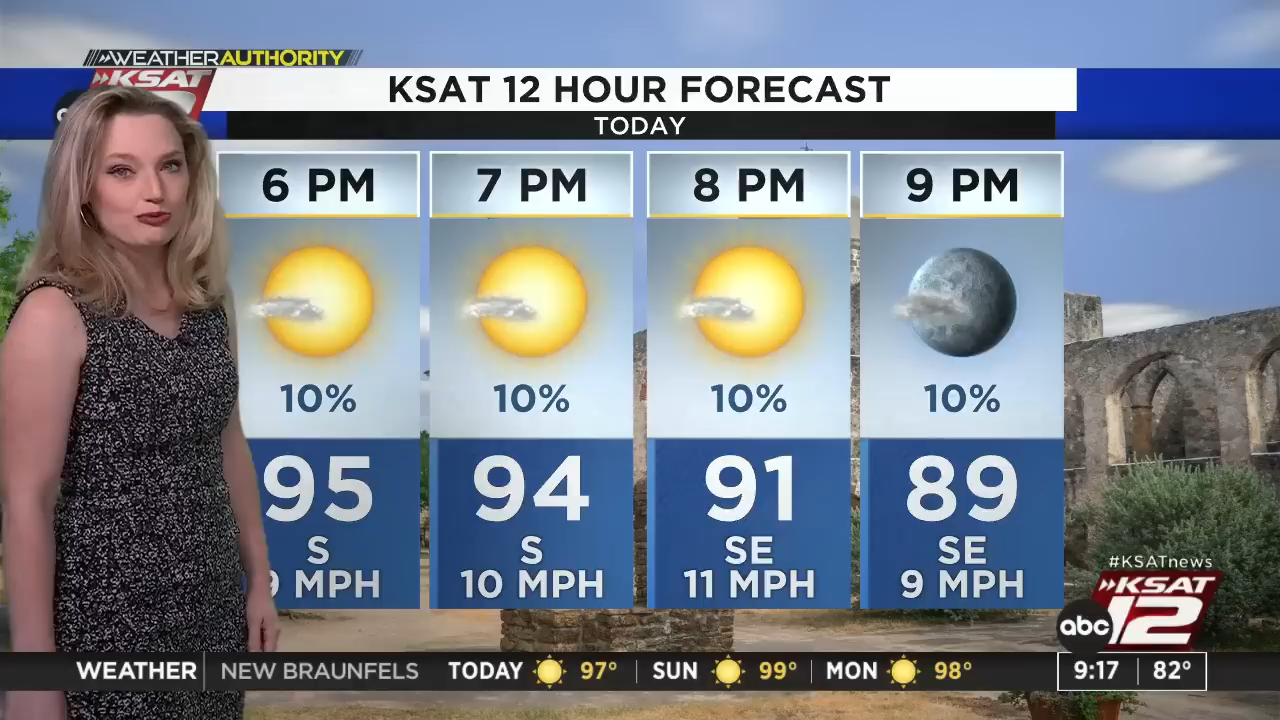 WEATHERAUTHORITY
KSAT
KSAT 12 HOUR FORECAST
TODAY
6 PM
7 PM
8 PM
9 PM
10%
10%
10%
10%
95
94
91
89
S
S
SE
SE
9 MPH
10 MPH
11 MPH
9 MPH
#KSATnews
KSAT
abc 12
WEATHER NEW BRAUNFELS TODAY 97° SUN 99° MON 98° 9:17 82°